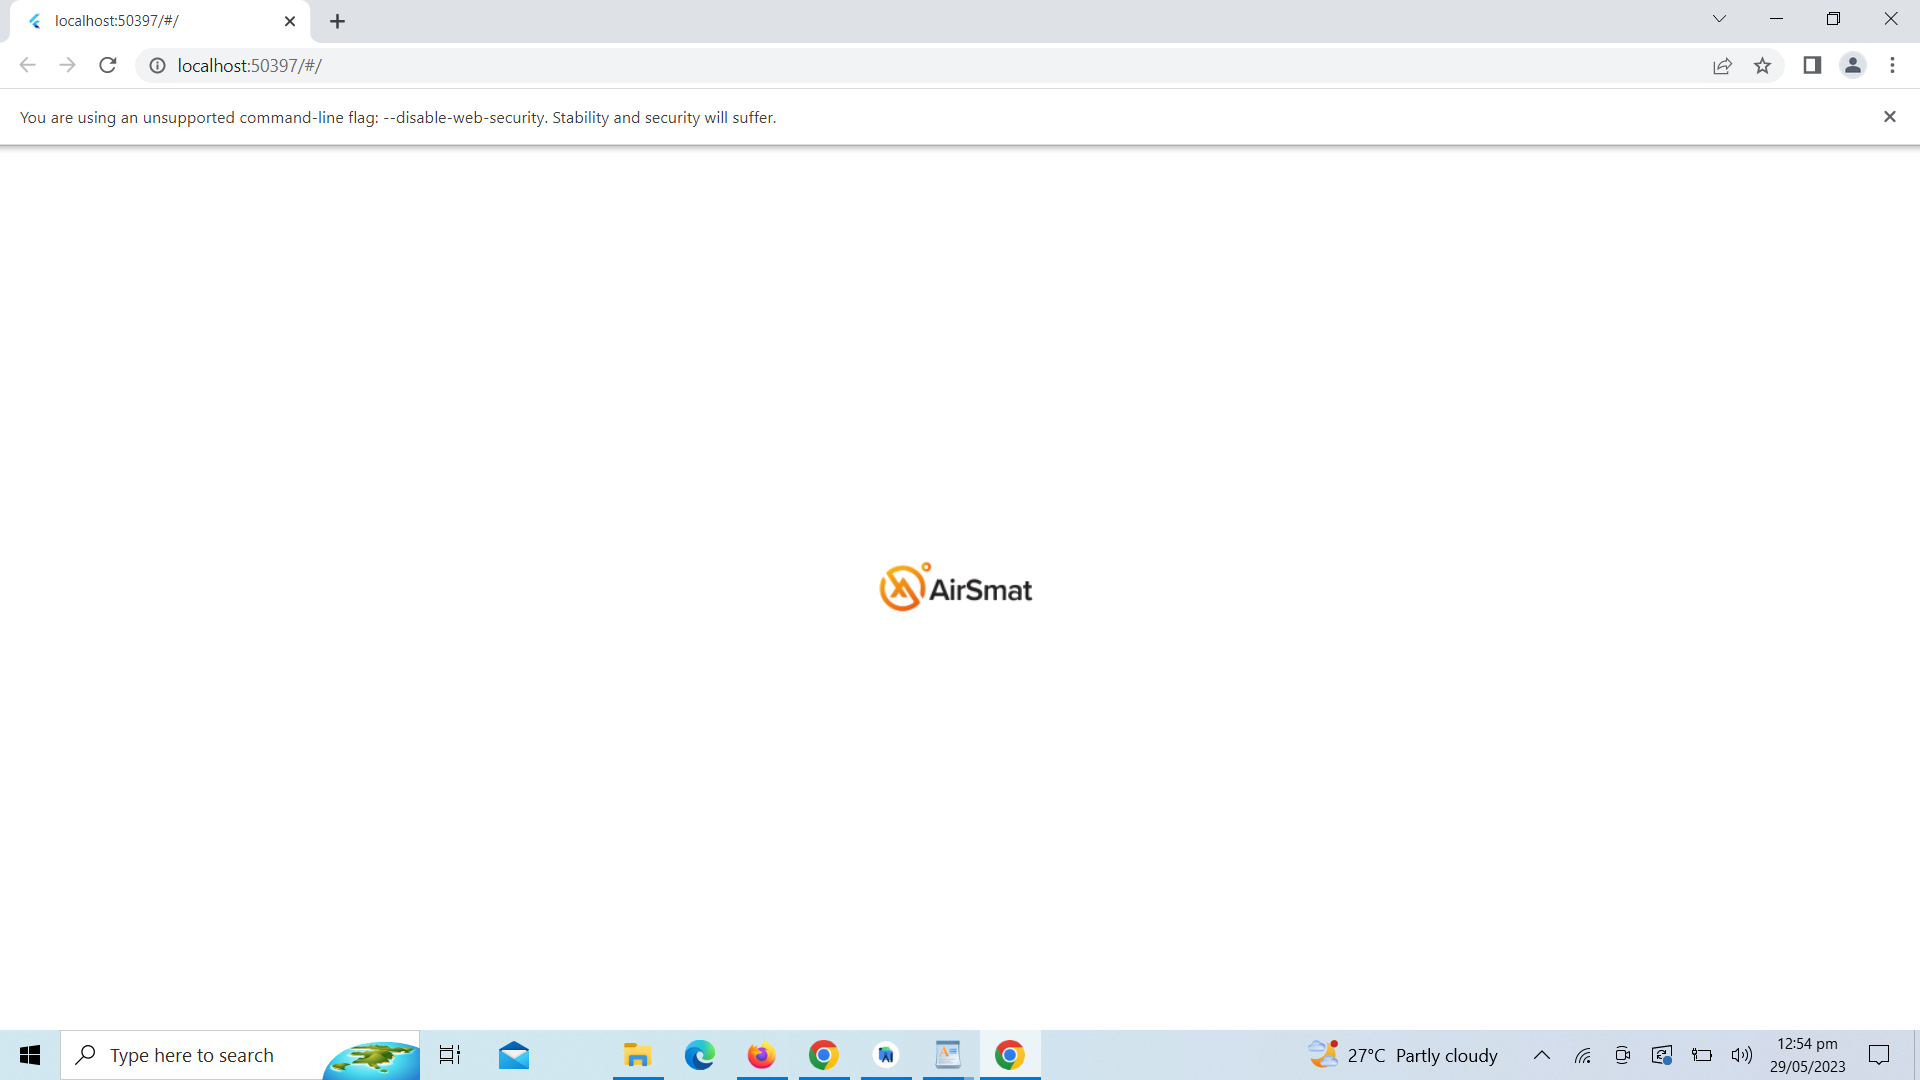 localhost:50397/#/
localhost:50397/#/
You are using an unsupported command-line flag: --disable-web-security. Stability and security will suffer.
AirSmat
Type here to search
27°C Partly cloudy
12:54 pm
29/05/2023